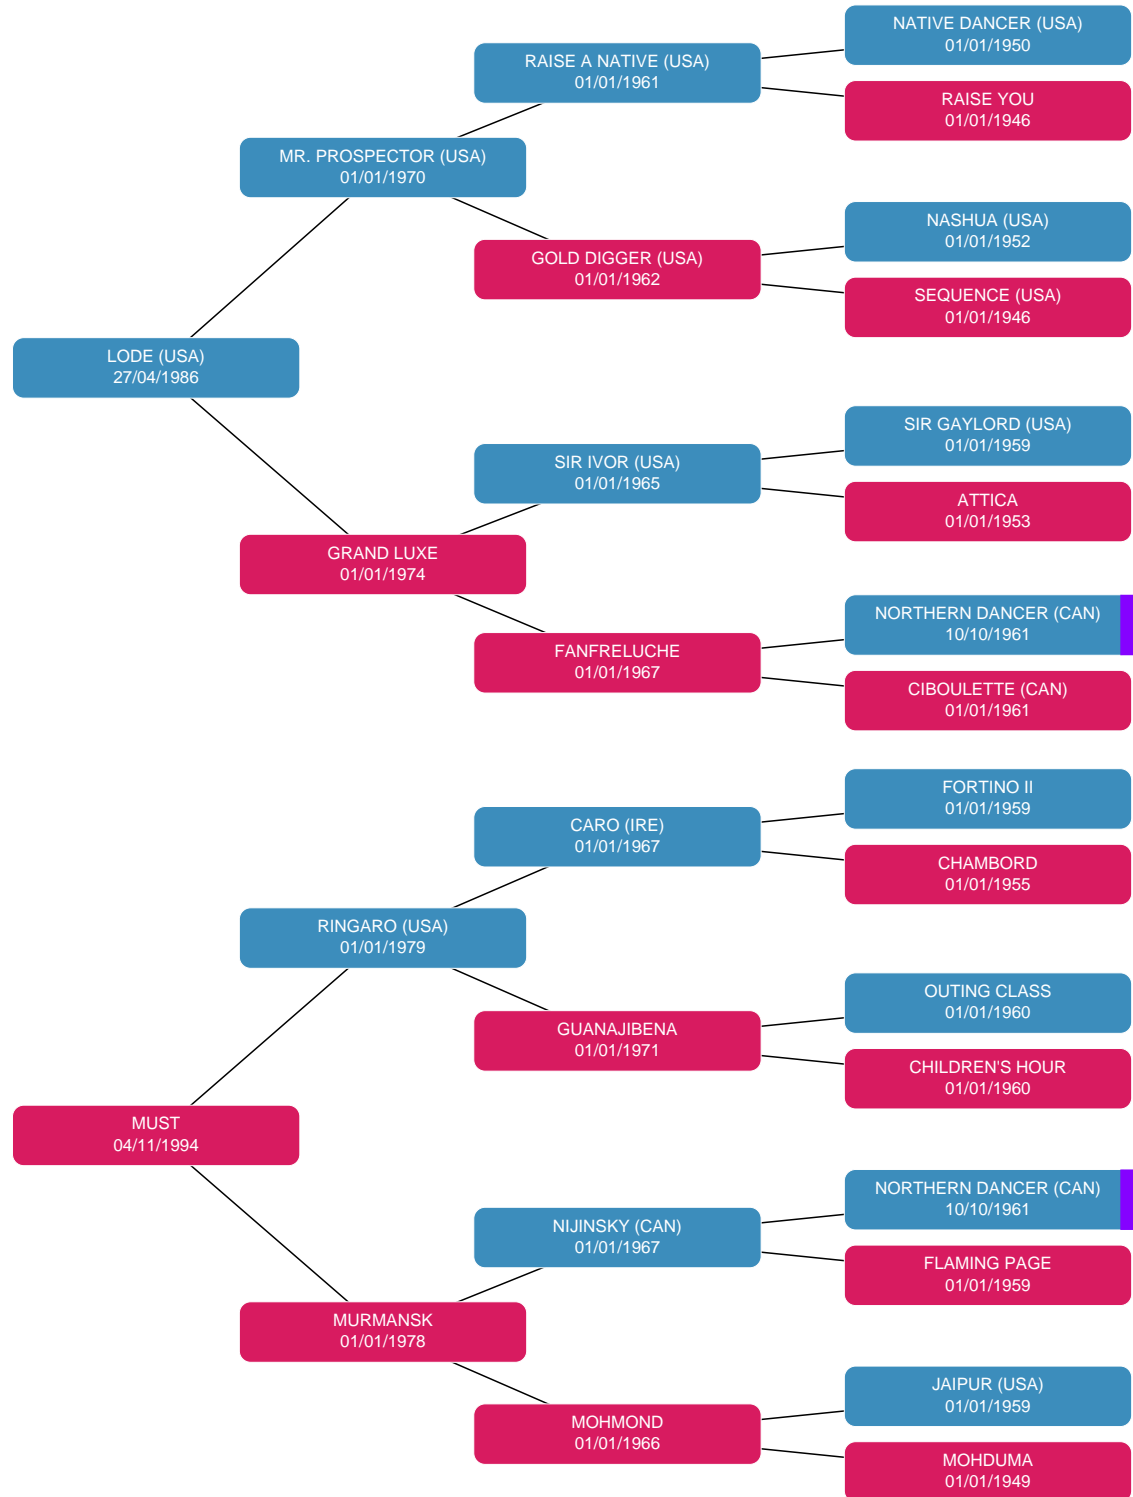 NATIVE DANCER (USA)
01/01/1950
RAISE A NATIVE (USA)
01/01/1961
RAISE YOU
01/01/1946
MR. PROSPECTOR (USA)
01/01/1970
NASHUA (USA)
01/01/1952
GOLD DIGGER (USA)
01/01/1962
SEQUENCE (USA)
01/01/1946
LODE (USA)
27/04/1986
SIR GAYLORD (USA)
01/01/1959
SIR IVOR (USA)
01/01/1965
ATTICA
01/01/1953
GRAND LUXE
01/01/1974
NORTHERN DANCER (CAN)
10/10/1961
FANFRELUCHE
01/01/1967
CIBOULETTE (CAN)
01/01/1961
FORTINO II
01/01/1959
CARO (IRE)
01/01/1967
CHAMBORD
01/01/1955
RINGARO (USA)
01/01/1979
OUTING CLASS
01/01/1960
GUANAJIBENA
01/01/1971
CHILDREN'S HOUR
01/01/1960
MUST
04/11/1994
NORTHERN DANCER (CAN)
10/10/1961
NIJINSKY (CAN)
01/01/1967
FLAMING PAGE
01/01/1959
MURMANSK
01/01/1978
JAIPUR (USA)
01/01/1959
MOHMOND
01/01/1966
MOHDUMA
01/01/1949